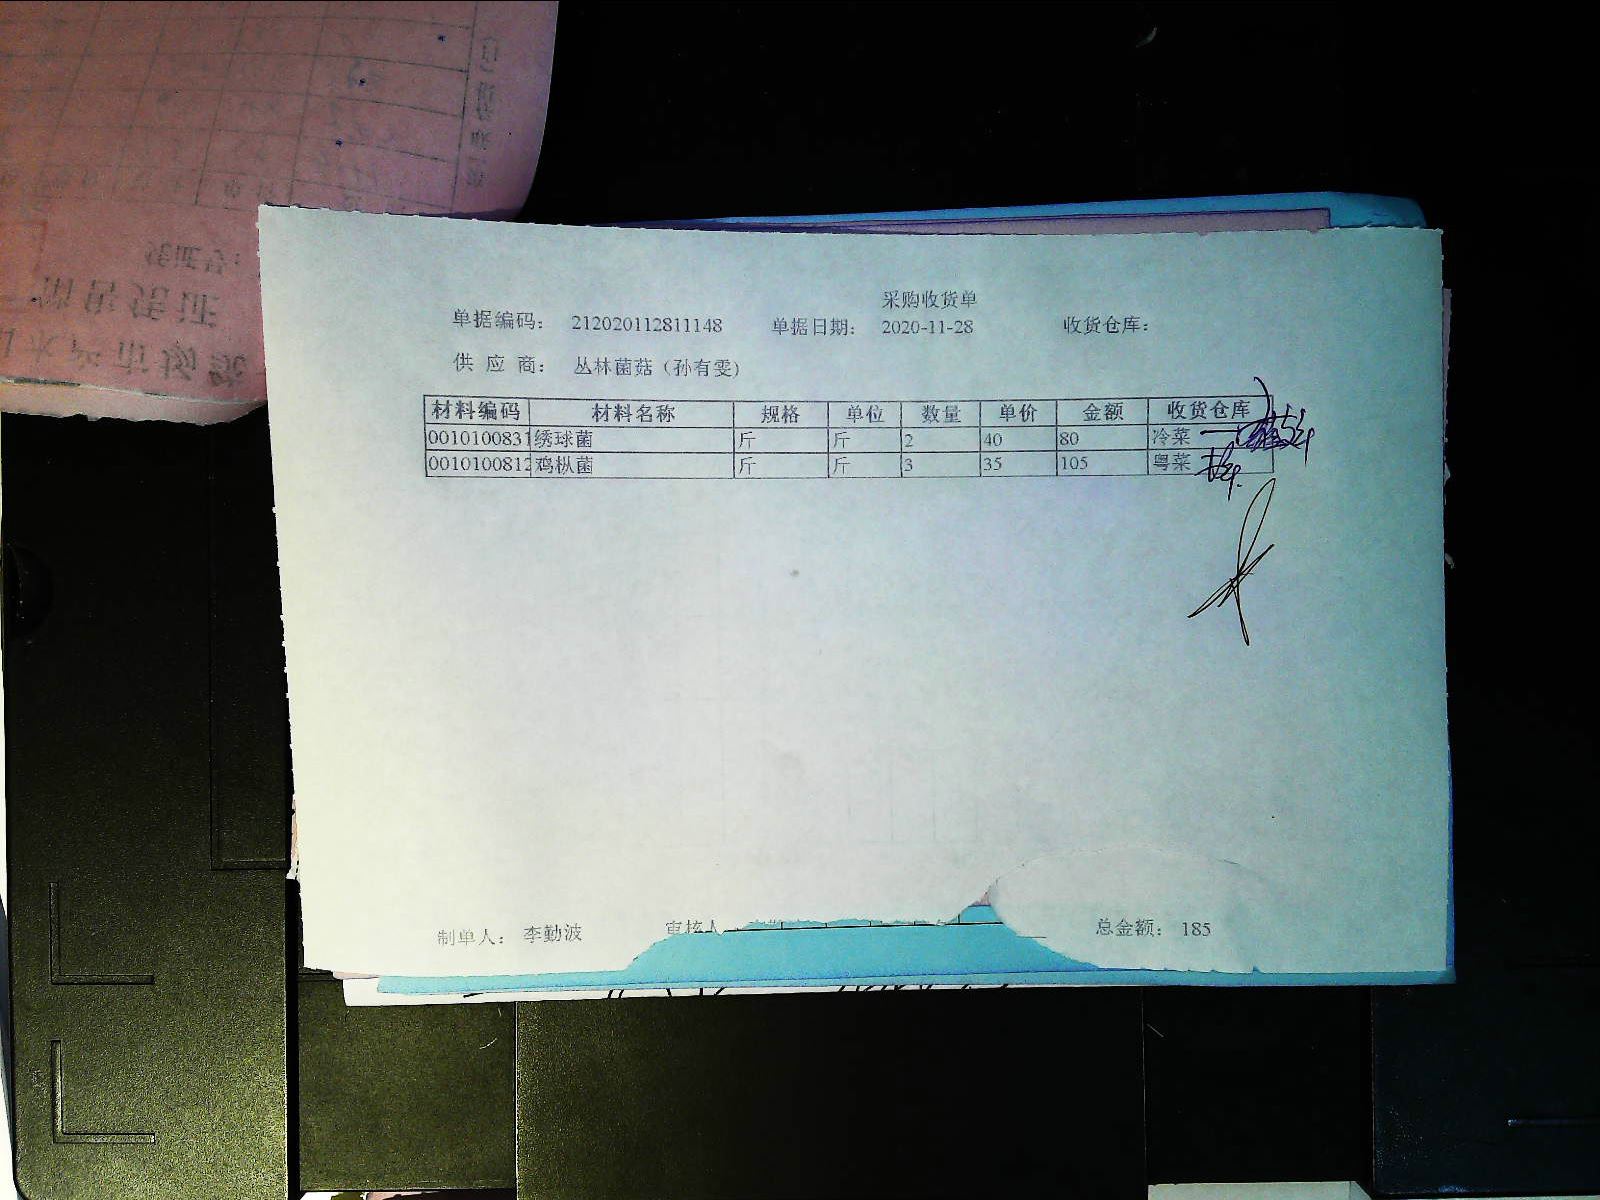 采购收货单
单据编码： 212020112811148 单据日期： 2020-11-28 收货仓库：
供 应 商： 丛林菌菇（孙有雯）
材料编码 材料名称 规格 单位 数量 单价 金额 收货仓库
0010100831 绣球菌 斤 斤 2 40 80 冷菜
0010100812 鸡枞菌 斤 斤 3 35 105 粤菜
制单人： 李勤波 审核人 总金额： 185